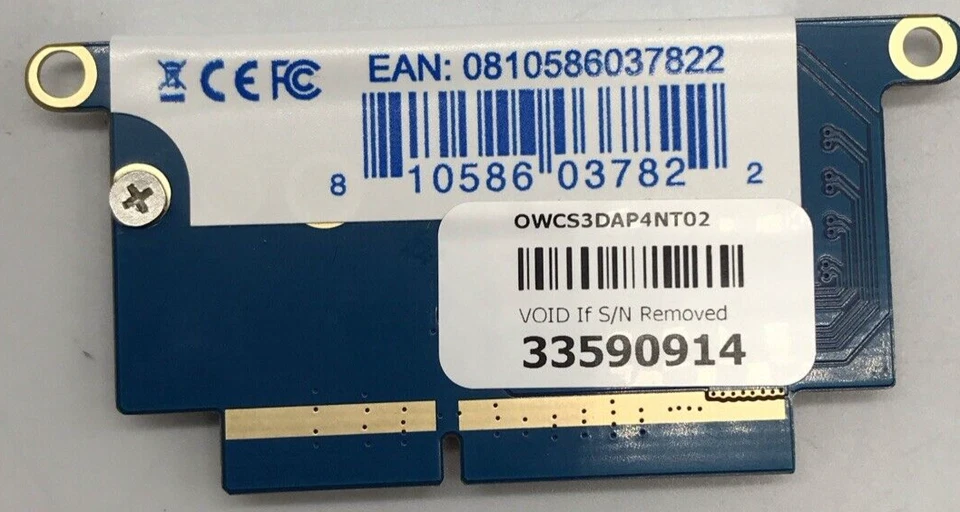 CE FC
EAN: 0810586037822
8 10586 03782 2
OWCS3DAP4NT02
VOID If S/N Removed
33590914